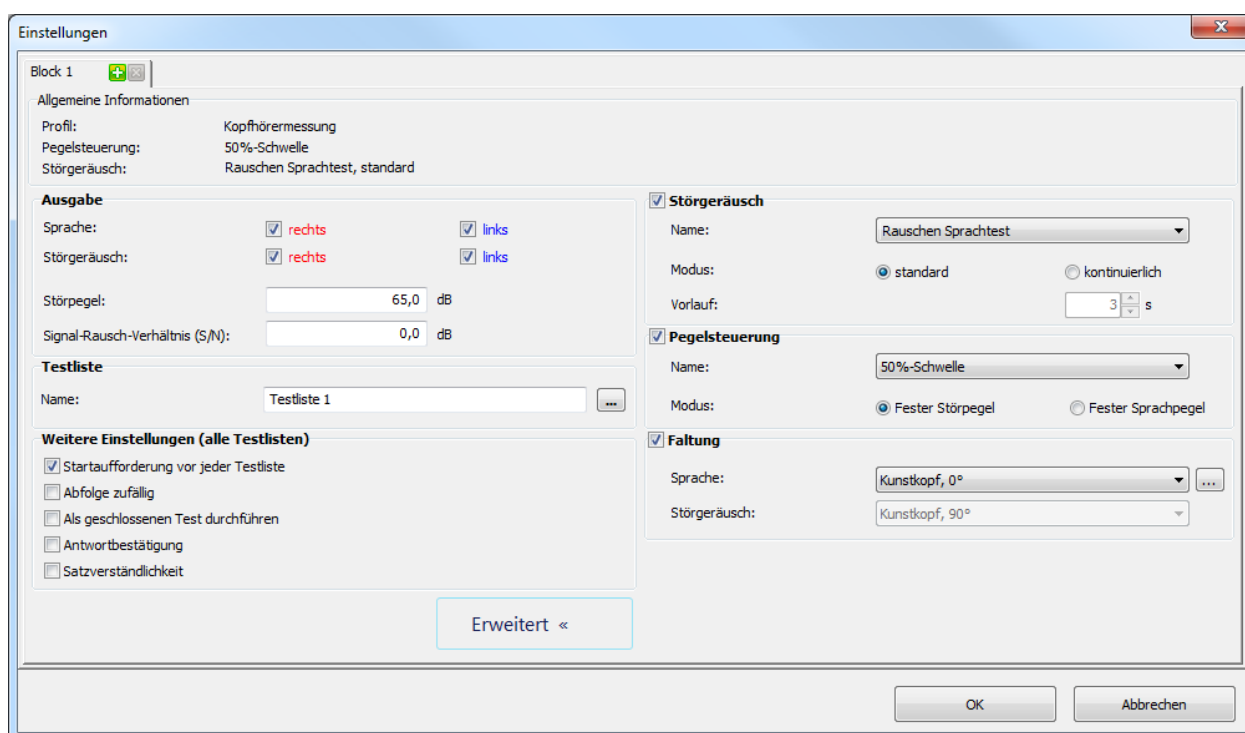 Einstellungen
Block 1
Allgemeine Informationen
Profil: Kopfhörermessung
Pegelsteuerung: 50%-Schwelle
Störgeräusch: Rauschen Sprachtest, standard
Ausgabe
Sprache: rechts links
Störgeräusch: rechts links
Störpegel: 65,0 dB
Signal-Rausch-Verhältnis (S/N): 0,0 dB
Testliste
Name: Testliste 1 ...
Weitere Einstellungen (alle Testlisten)
Startaufforderung vor jeder Testliste
Abfolge zufällig
Als geschlossenen Test durchführen
Antwortbestätigung
Satzverständlichkeit
Erweitert «
Störgeräusch
Name: Rauschen Sprachtest
Modus: standard kontinuierlich
Vorlauf: 3 s
Pegelsteuerung
Name: 50%-Schwelle
Modus: Fester Störpegel Fester Sprachpegel
Faltung
Sprache: Kunstkopf, 0° ...
Störgeräusch: Kunstkopf, 90°
OK Abbrechen